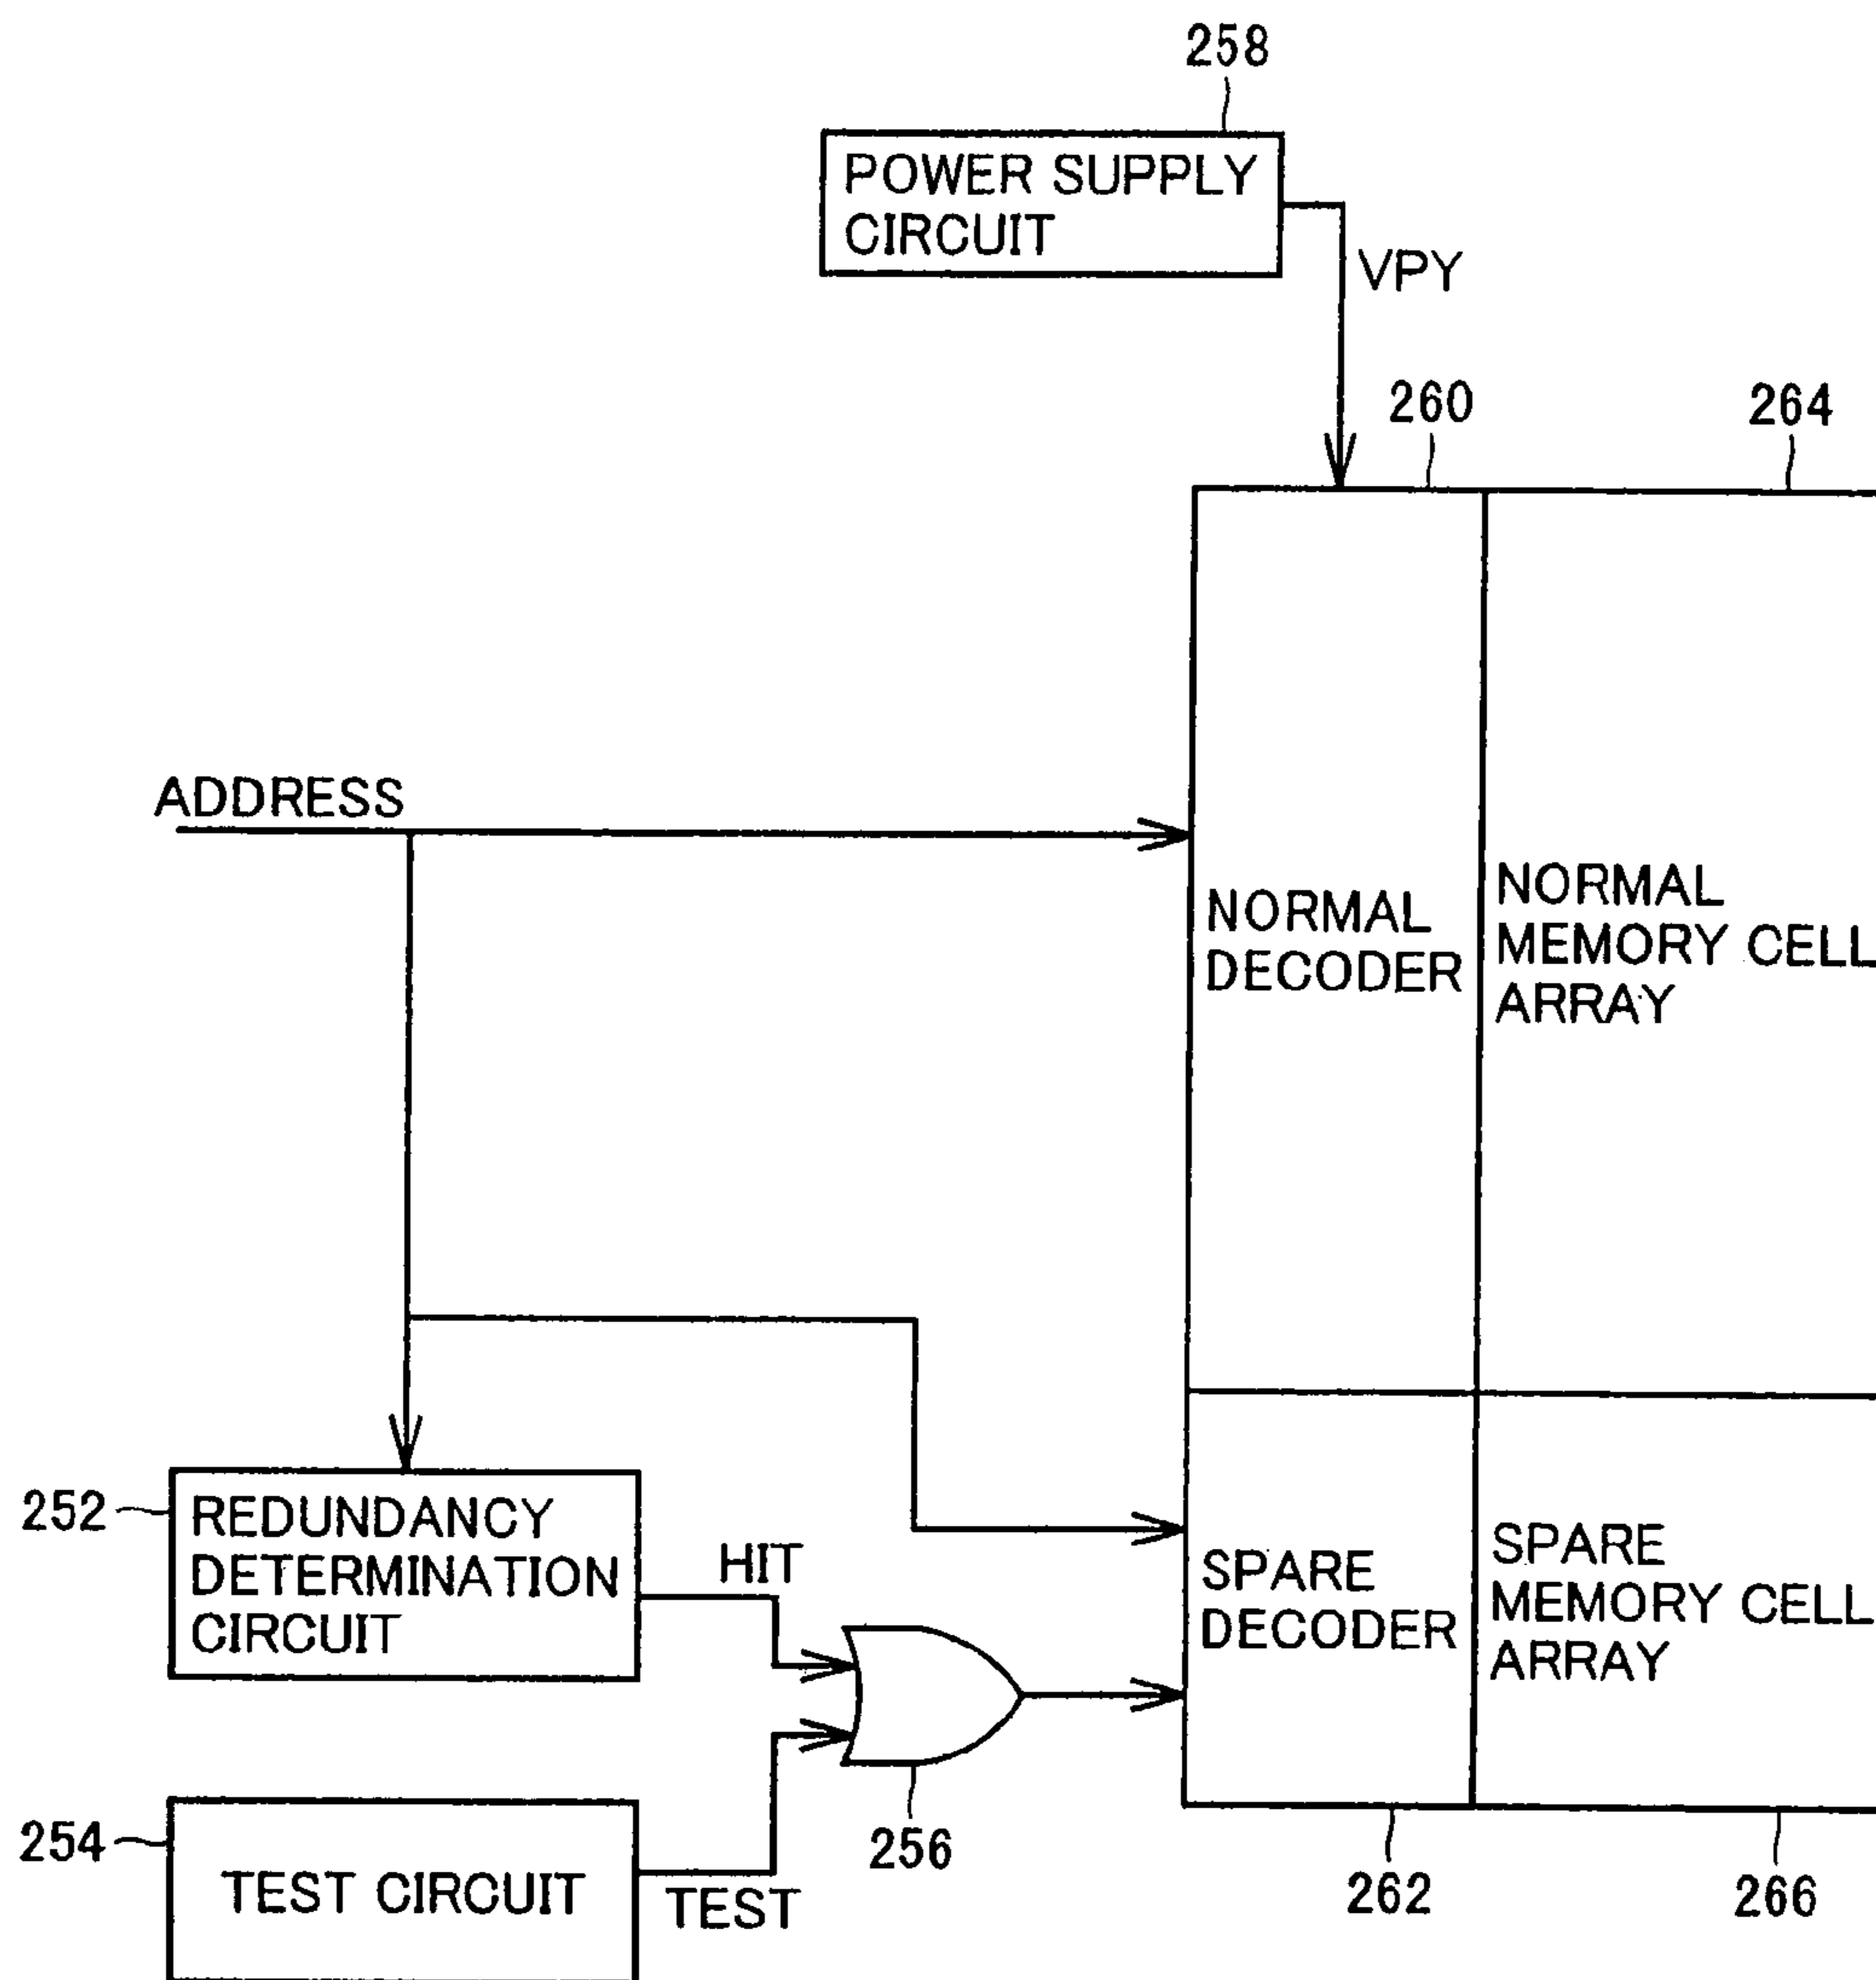 258
POWER SUPPLY
CIRCUIT
VPY
260
264
ADDRESS
NORMAL
DECODER
NORMAL
MEMORY CELL
ARRAY
252
REDUNDANCY
DETERMINATION
CIRCUIT
HIT
SPARE
DECODER
SPARE
MEMORY CELL
ARRAY
254
TEST CIRCUIT
TEST
256
262
266